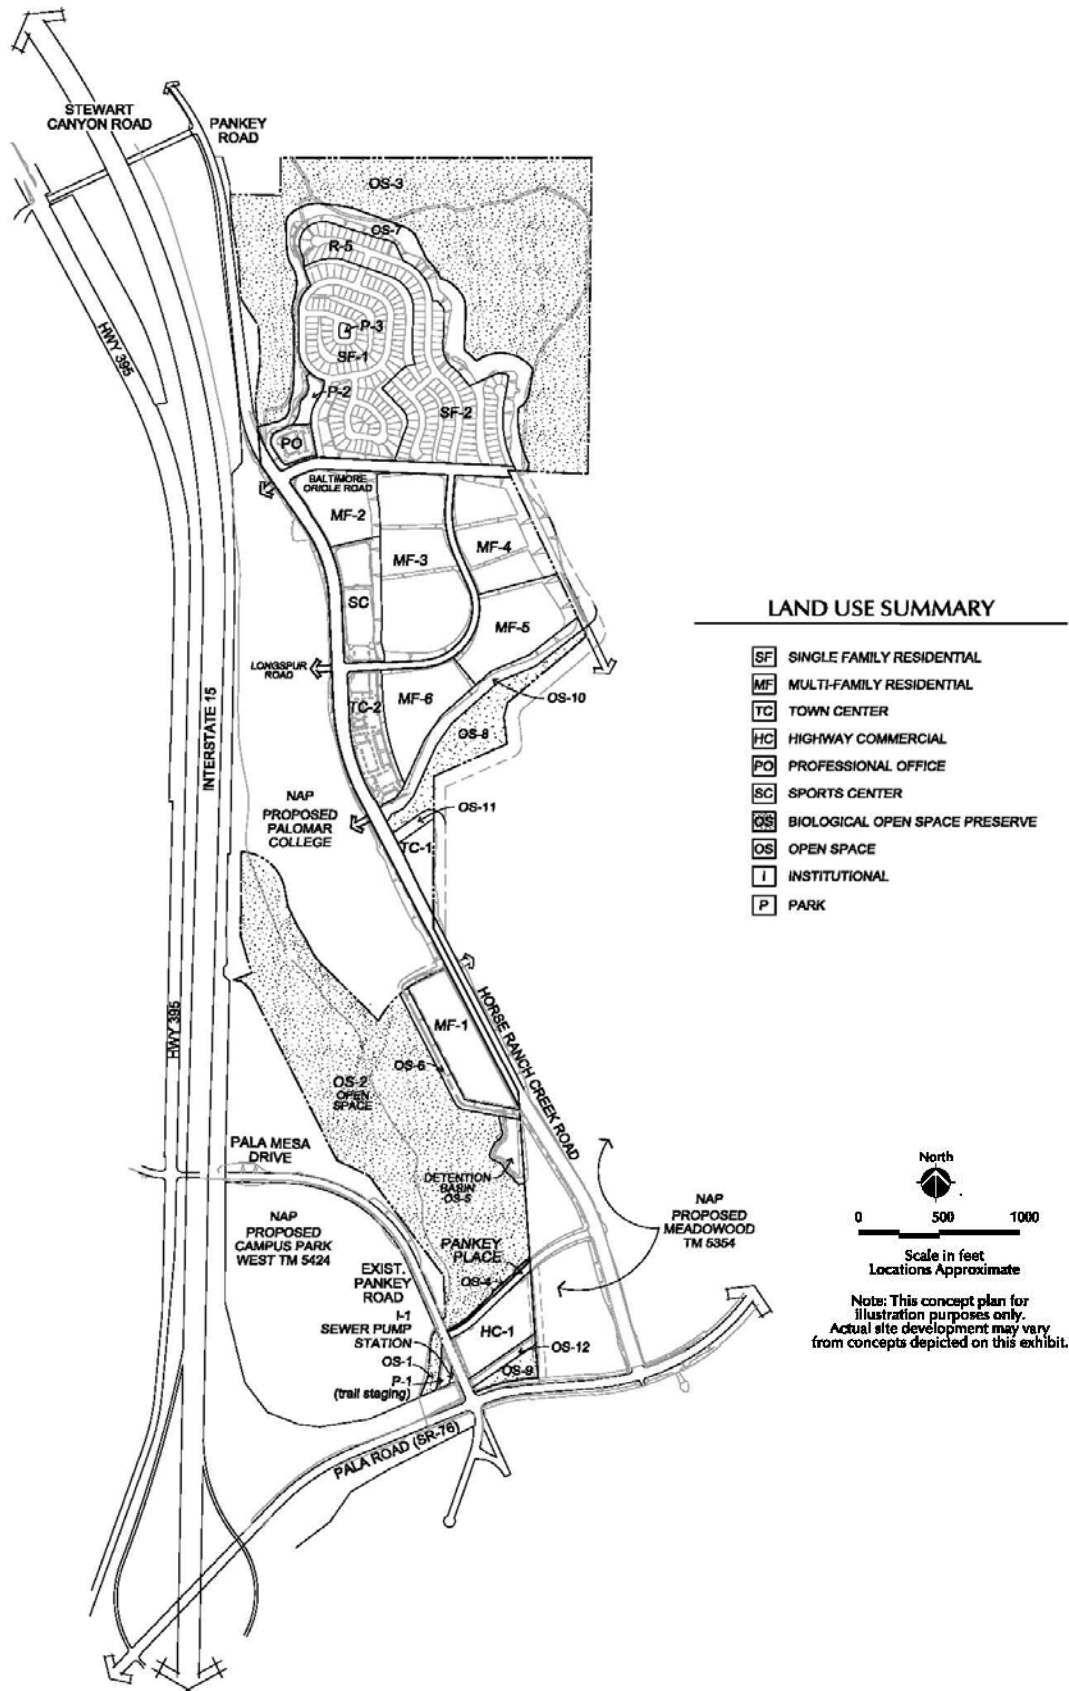 STEWART
CANYON ROAD
PANKEY
ROAD
OS-3
OS-7
R-5
P-3
HWY 395
SF-1
P-2
SF-2
PO
BALTIMORE
ORIOLE ROAD
MF-2
MF-3
MF-4
SC
MF-5
LONGSPUR
ROAD
MF-6
OS-10
TC-2
OS-8
INTERSTATE 15
NAP
PROPOSED
PALOMAR
COLLEGE
OS-11
TC-1
LAND USE SUMMARY
SF SINGLE FAMILY RESIDENTIAL
MF MULTI-FAMILY RESIDENTIAL
TC TOWN CENTER
HC HIGHWAY COMMERCIAL
PO PROFESSIONAL OFFICE
SC SPORTS CENTER
OS BIOLOGICAL OPEN SPACE PRESERVE
OS OPEN SPACE
I INSTITUTIONAL
P PARK
HWY 395
MF-1
HORSE RANCH CREEK ROAD
OS-6
OS-2
OPEN
SPACE
PALA MESA
DRIVE
DETENTION
BASIN
OS-5
NAP
PROPOSED
CAMPUS PARK
WEST TM 5424
NAP
PROPOSED
MEADOWOOD
TM 5354
PANKEY
PLACE
OS-4
EXIST.
PANKEY
ROAD
I-1
SEWER PUMP
STATION
HC-1
OS-1
OS-12
P-1
(trail staging)
OS-9
PALA ROAD (SR-76)
North
0 500 1000
Scale in feet
Locations Approximate
Note: This concept plan for
illustration purposes only.
Actual site development may vary
from concepts depicted on this exhibit.